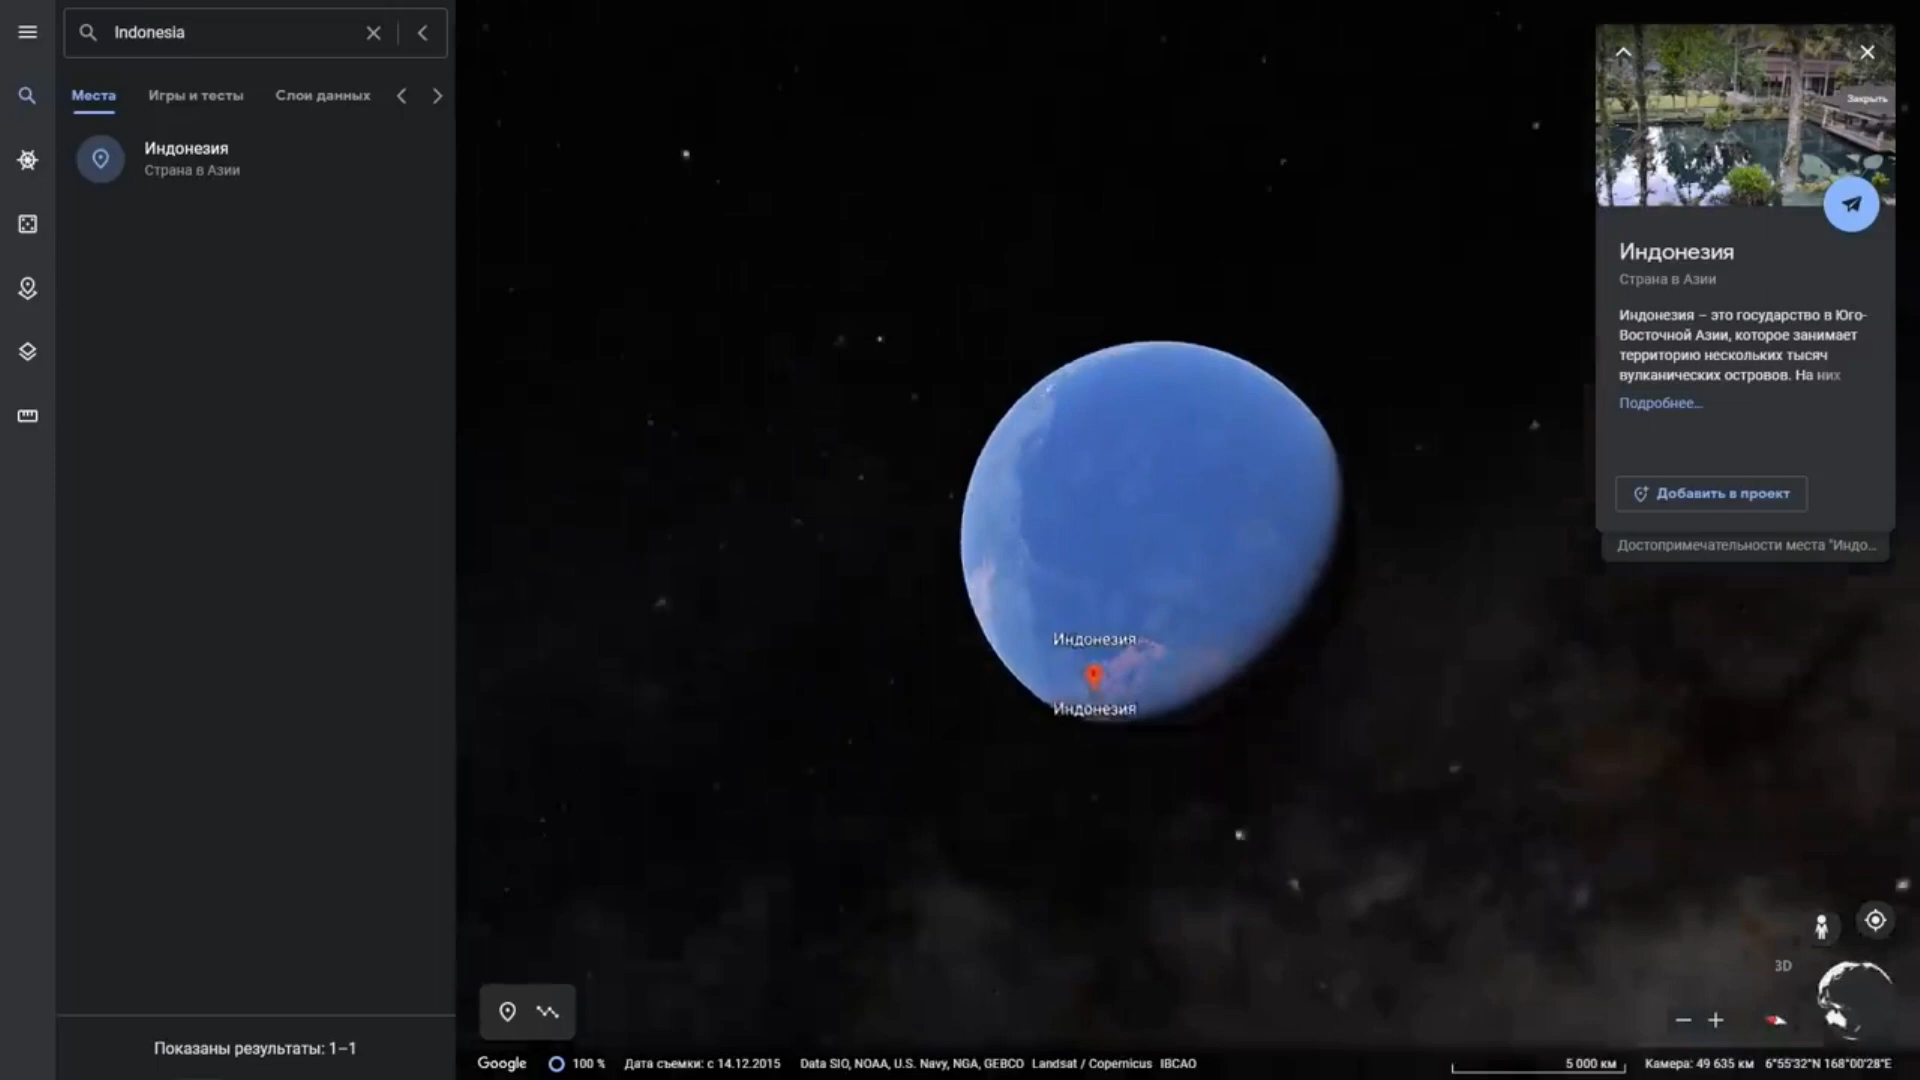 Indonesia
Места
Игры и тесты
Слои данных
Индонезия
Страна в Азии
Показаны результаты: 1–1
Индонезия
Индонезия
Закрыть
Индонезия
Страна в Азии
Индонезия – это государство в Юго-
Восточной Азии, которое занимает
территорию нескольких тысяч
вулканических островов. На них
Подробнее...
Добавить в проект
Достопримечательности места "Индо...
3D
Google
100 %
Дата съемки: с 14.12.2015
Data SIO, NOAA, U.S. Navy, NGA, GEBCO Landsat / Copernicus IBCAO
5 000 км
Камера: 49 635 км 6°55'32"N 168°00'28"E